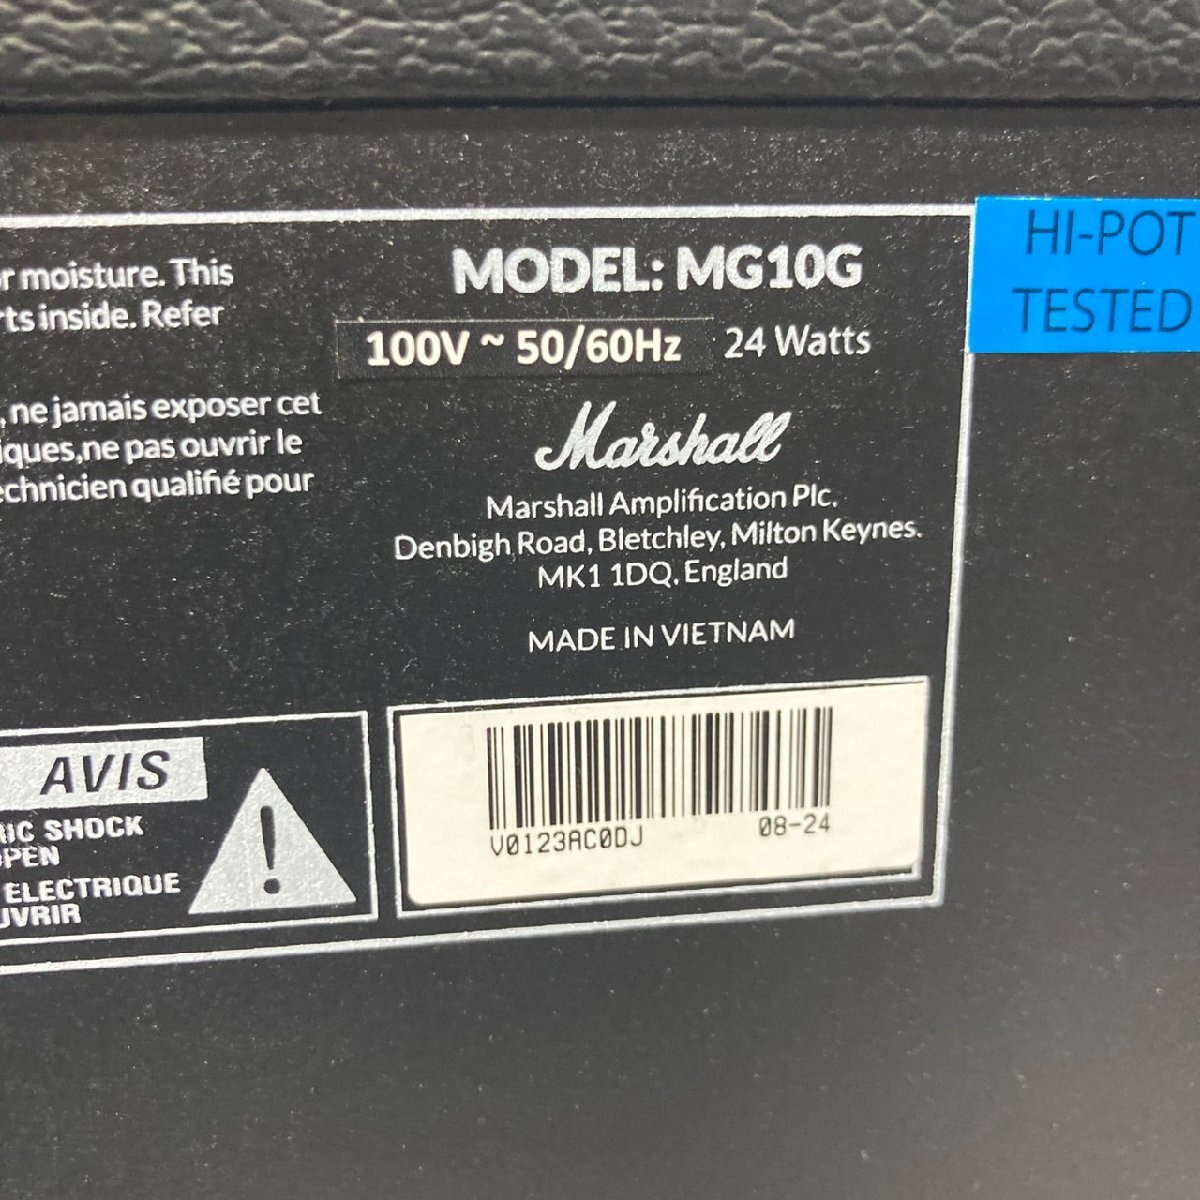 r moisture. This
rts inside. Refer
, ne jamais exposer cet
iques,ne pas ouvrir le
echnicien qualifié pour
MODEL: MG10G
100V ~ 50/60Hz 24 Watts
Marshall
Marshall Amplification Plc.
Denbigh Road, Bletchley, Milton Keynes.
MK1 1DQ. England
MADE IN VIETNAM
HI-POT
TESTED
AVIS
RIC SHOCK
OPEN
ELECTRIQUE
OUVRIR
!
V0123AC0DJ 08-24